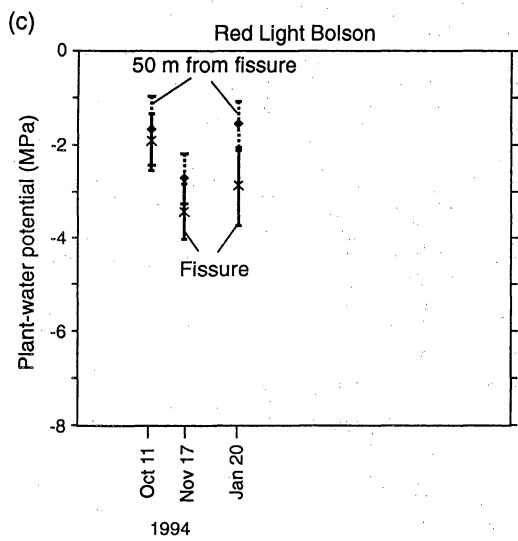 (c)
Red Light Bolson
50 m from fissure
Fissure
Plant-water potential (MPa)
0
-2
-4
-6
-8
Oct 11
Nov 17
Jan 20
1994